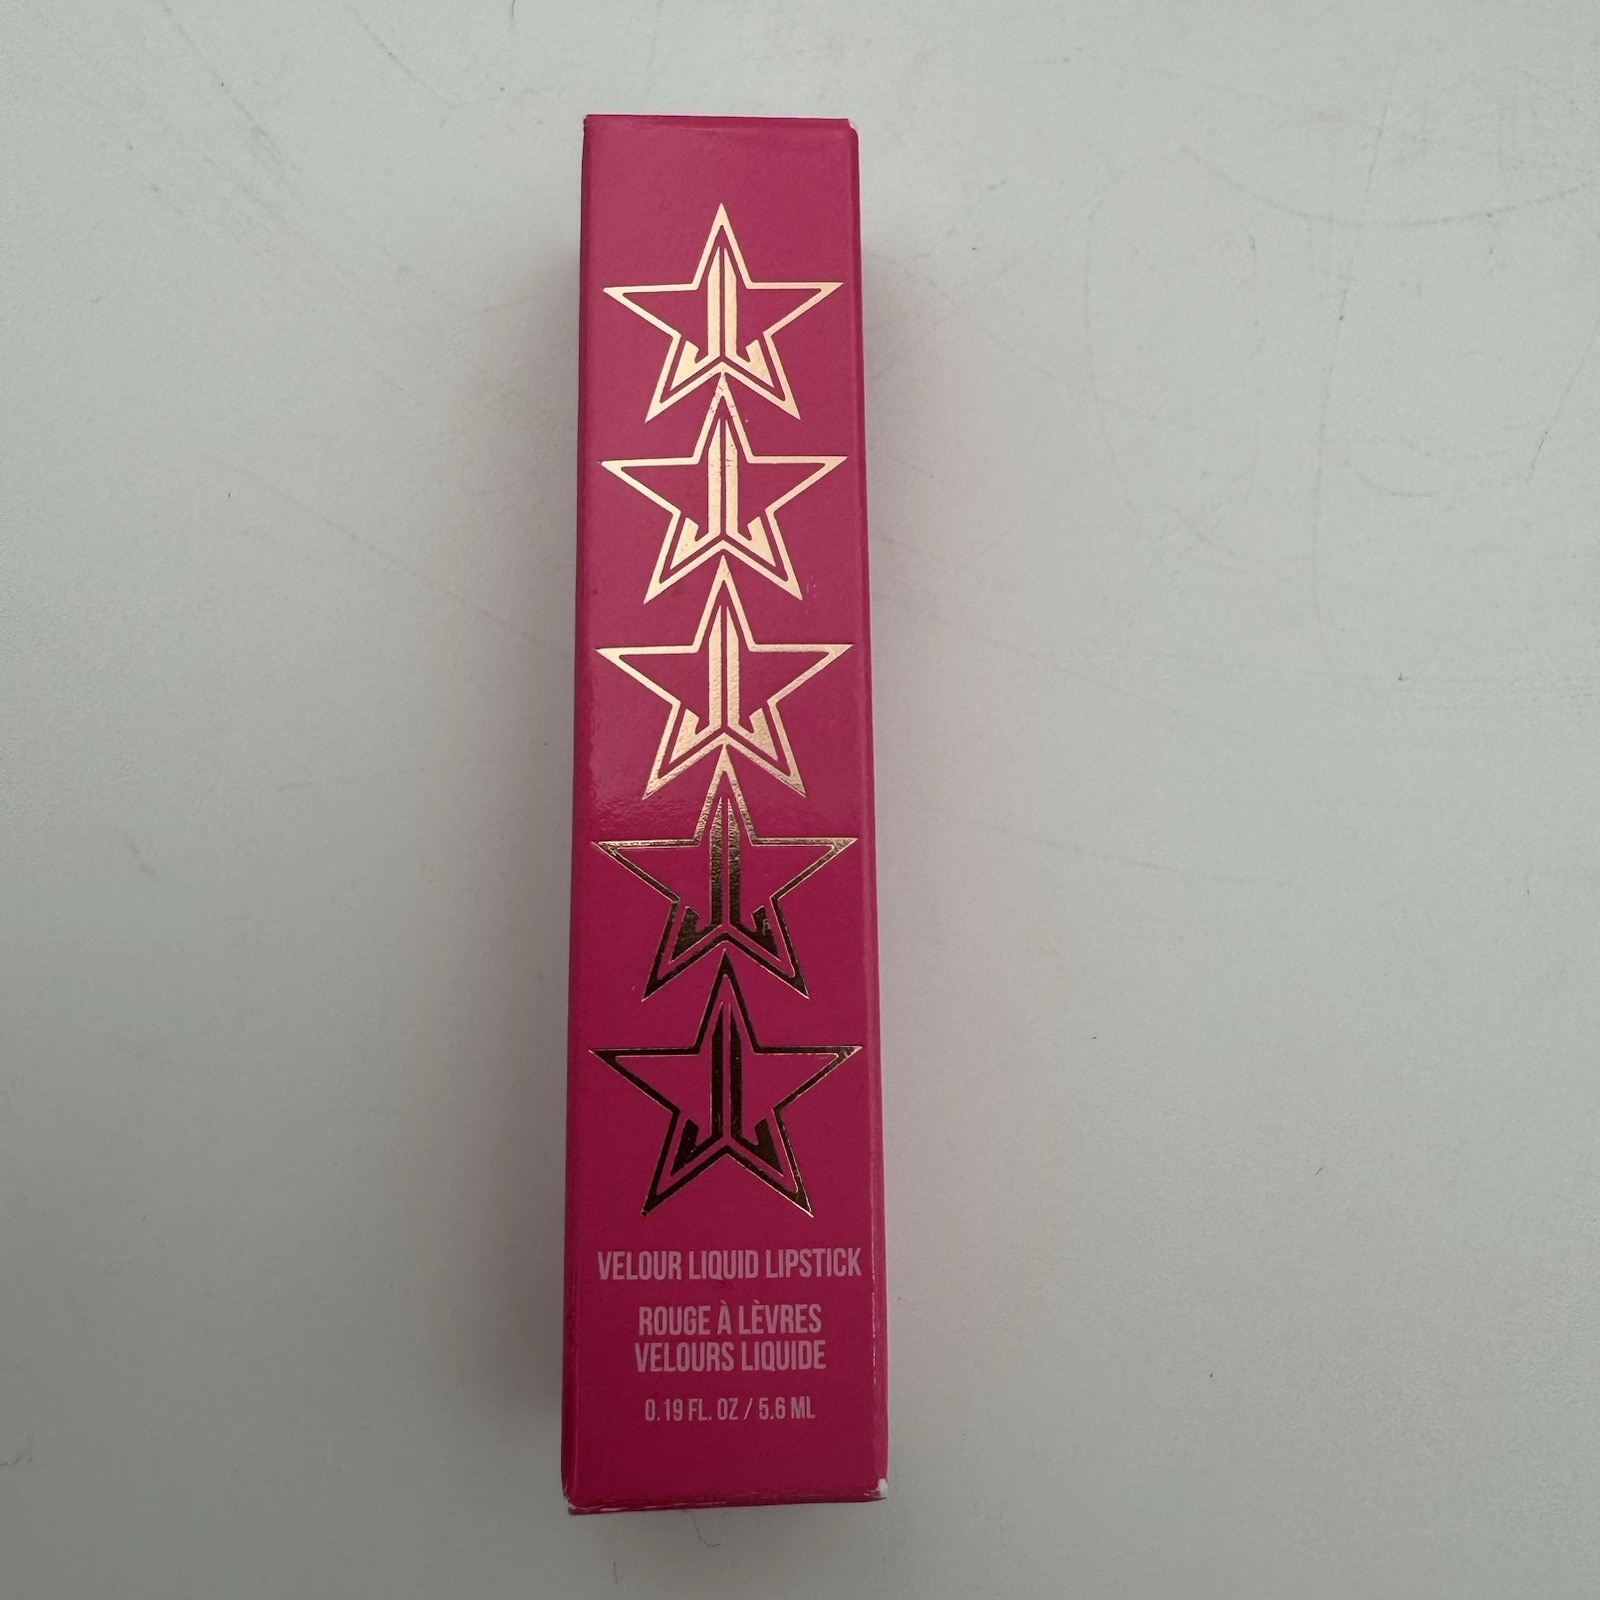 VELOUR LIQUID LIPSTICK
ROUGE À LÈVRES
VELOURS LIQUIDE
0.19 FL. OZ / 5.6 ML